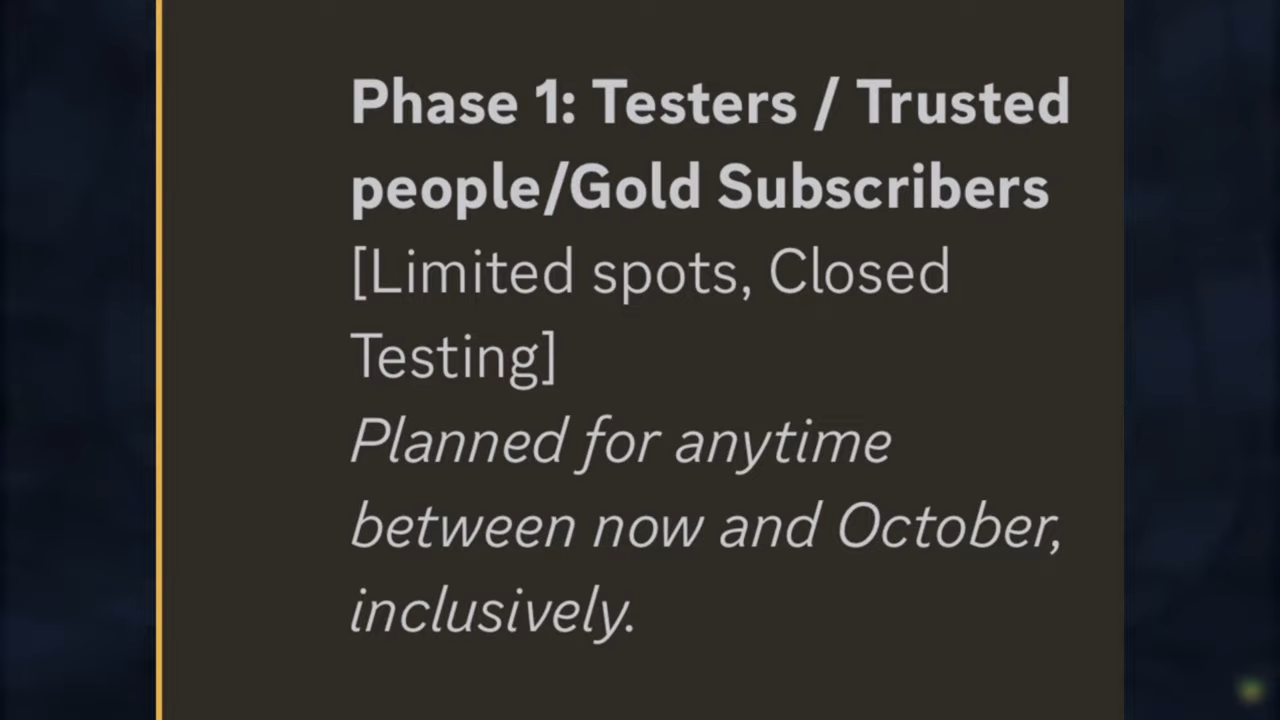 Phase 1: Testers / Trusted
people/Gold Subscribers
[Limited spots, Closed
Testing]
Planned for anytime
between now and October,
inclusively.